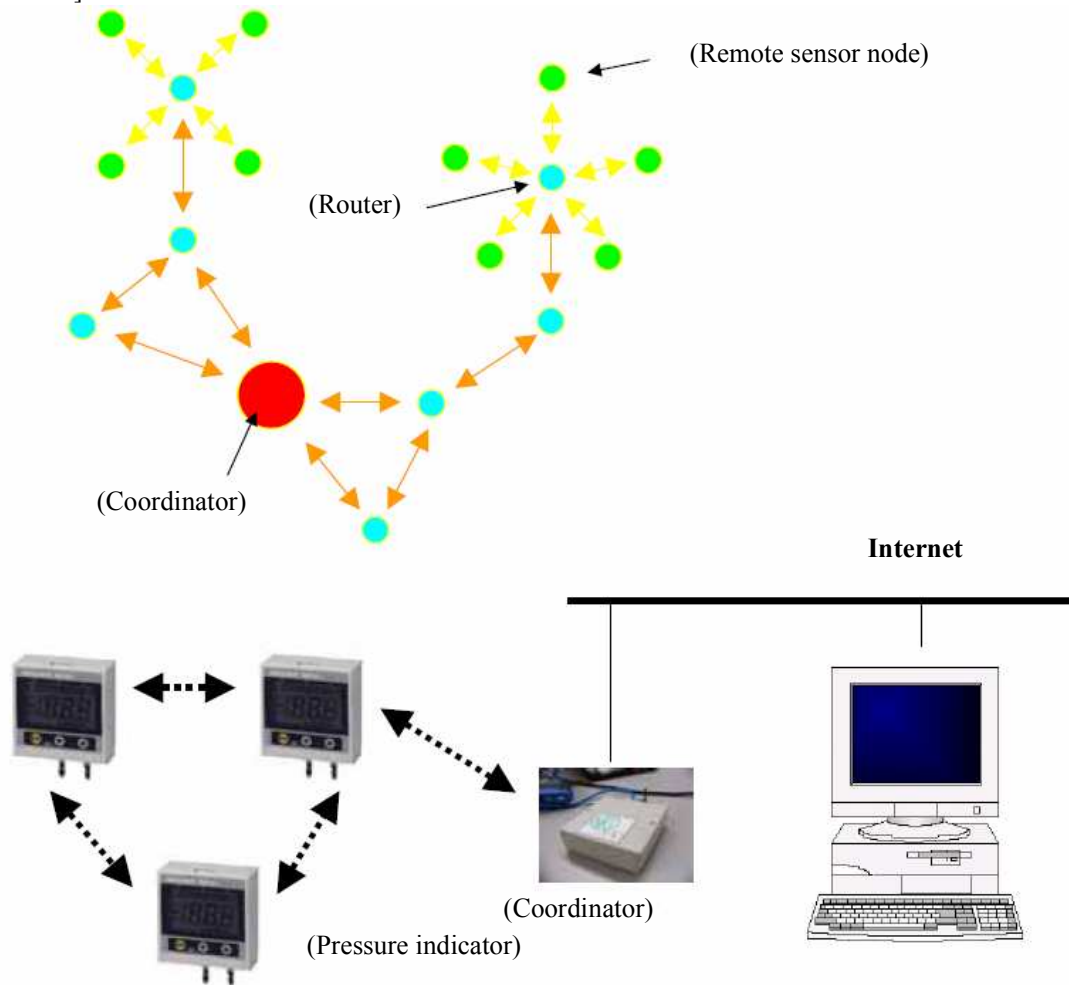 ]
(Remote sensor node)
(Router)
(Coordinator)
Internet
(Coordinator)
(Pressure indicator)